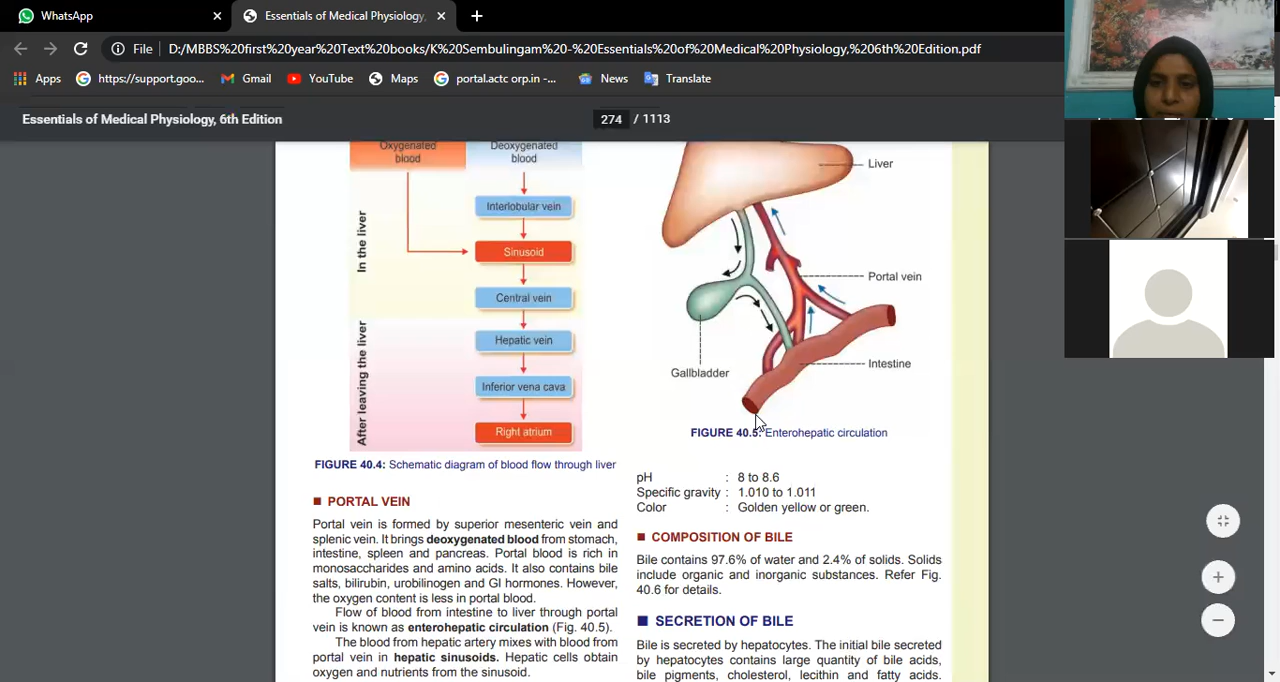 WhatsApp
Essentials of Medical Physiology,
File
D:/MBBS%20first%20year%20Text%20books/K%20Sembulingam%20-%20Essentials%20of%20Medical%20Physiology,%206th%20Edition.pdf
Apps
https://support.goo...
Gmail
YouTube
Maps
portal.actc orp.in -...
News
Translate
Essentials of Medical Physiology, 6th Edition
274 / 1113
Oxygenated
blood
Deoxygenated
blood
In the liver
Interlobular vein
Sinusoid
Central vein
After leaving the liver
Hepatic vein
Inferior vena cava
Right atrium
FIGURE 40.4: Schematic diagram of blood flow through liver
PORTAL VEIN
Portal vein is formed by superior mesenteric vein and
splenic vein. It brings deoxygenated blood from stomach,
intestine, spleen and pancreas. Portal blood is rich in
monosaccharides and amino acids. It also contains bile
salts, bilirubin, urobilinogen and GI hormones. However,
the oxygen content is less in portal blood.
Flow of blood from intestine to liver through portal
vein is known as enterohepatic circulation (Fig. 40.5).
The blood from hepatic artery mixes with blood from
portal vein in hepatic sinusoids. Hepatic cells obtain
oxygen and nutrients from the sinusoid.
Liver
Portal vein
Intestine
Gallbladder
FIGURE 40.5: Enterohepatic circulation
pH : 8 to 8.6
Specific gravity : 1.010 to 1.011
Color : Golden yellow or green.
COMPOSITION OF BILE
Bile contains 97.6% of water and 2.4% of solids. Solids
include organic and inorganic substances. Refer Fig.
40.6 for details.
SECRETION OF BILE
Bile is secreted by hepatocytes. The initial bile secreted
by hepatocytes contains large quantity of bile acids,
bile pigments, cholesterol, lecithin and fatty acids.